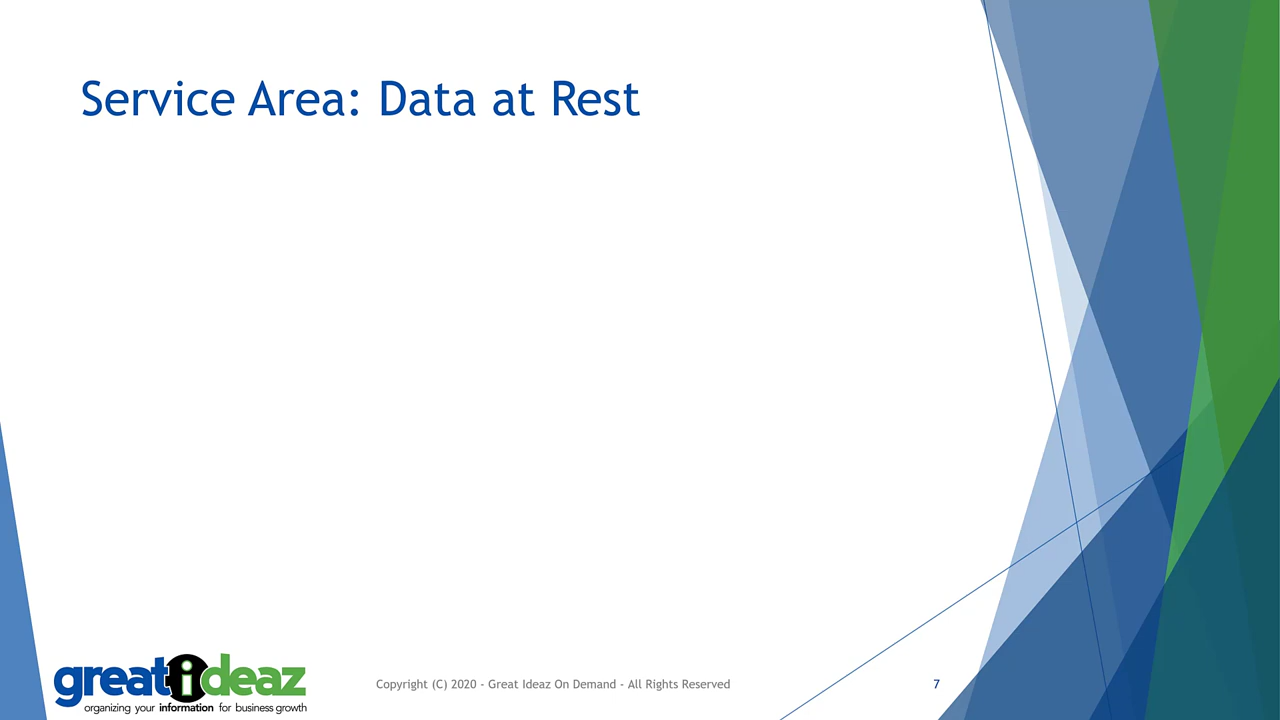 Service Area: Data at Rest
greatideaz
organizing your information for business growth
Copyright (C) 2020 - Great Ideaz On Demand - All Rights Reserved
7